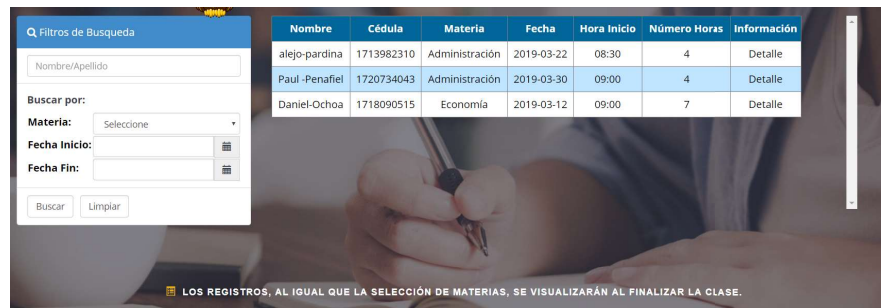 Filtros de Busqueda
Nombre/Apellido
Buscar por:
Materia: Seleccione
Fecha Inicio:
Fecha Fin:
Buscar Limpiar
Nombre Cédula Materia Fecha Hora Inicio Número Horas Información
alejo-pardina 1713982310 Administración 2019-03-22 08:30 4 Detalle
Paul -Penafiel 1720734043 Administración 2019-03-30 09:00 4 Detalle
Daniel-Ochoa 1718090515 Economía 2019-03-12 09:00 7 Detalle
LOS REGISTROS, AL IGUAL QUE LA SELECCIÓN DE MATERIAS, SE VISUALIZARÁN AL FINALIZAR LA CLASE.